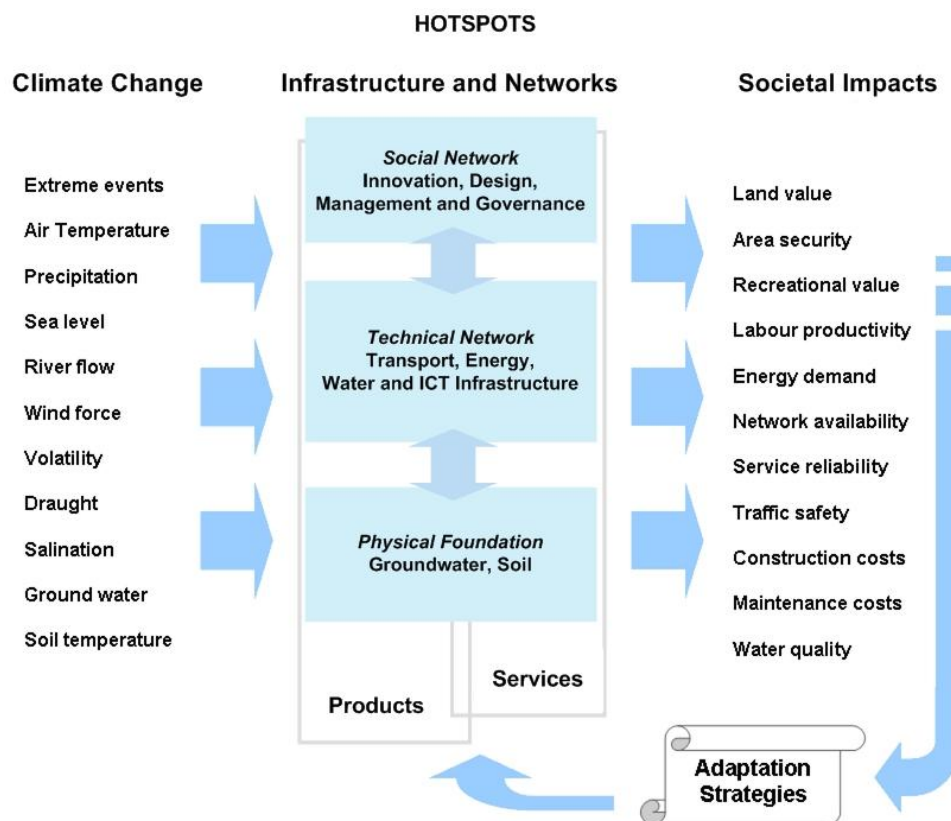 HOTSPOTS
Climate Change
Infrastructure and Networks
Societal Impacts
Extreme events
Air Temperature
Precipitation
Sea level
River flow
Wind force
Volatility
Draught
Salination
Ground water
Soil temperature
Social Network
Innovation, Design,
Management and Governance
Technical Network
Transport, Energy,
Water and ICT Infrastructure
Physical Foundation
Groundwater, Soil
Products
Services
Land value
Area security
Recreational value
Labour productivity
Energy demand
Network availability
Service reliability
Traffic safety
Construction costs
Maintenance costs
Water quality
Adaptation
Strategies